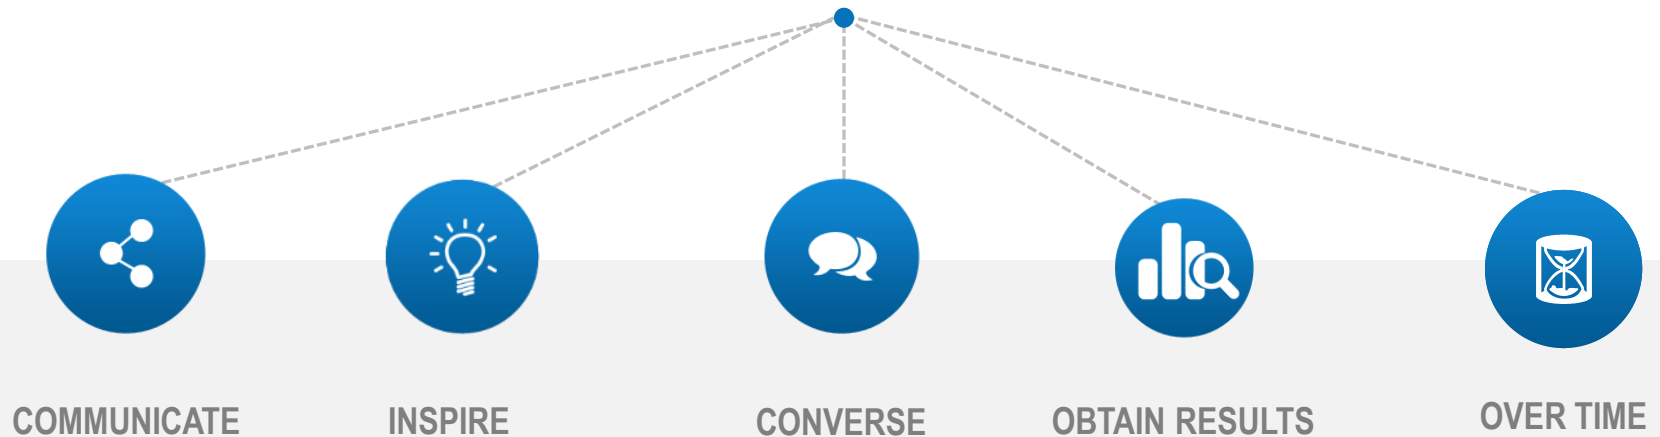 COMMUNICATE
INSPIRE
CONVERSE
OBTAIN RESULTS
OVER TIME